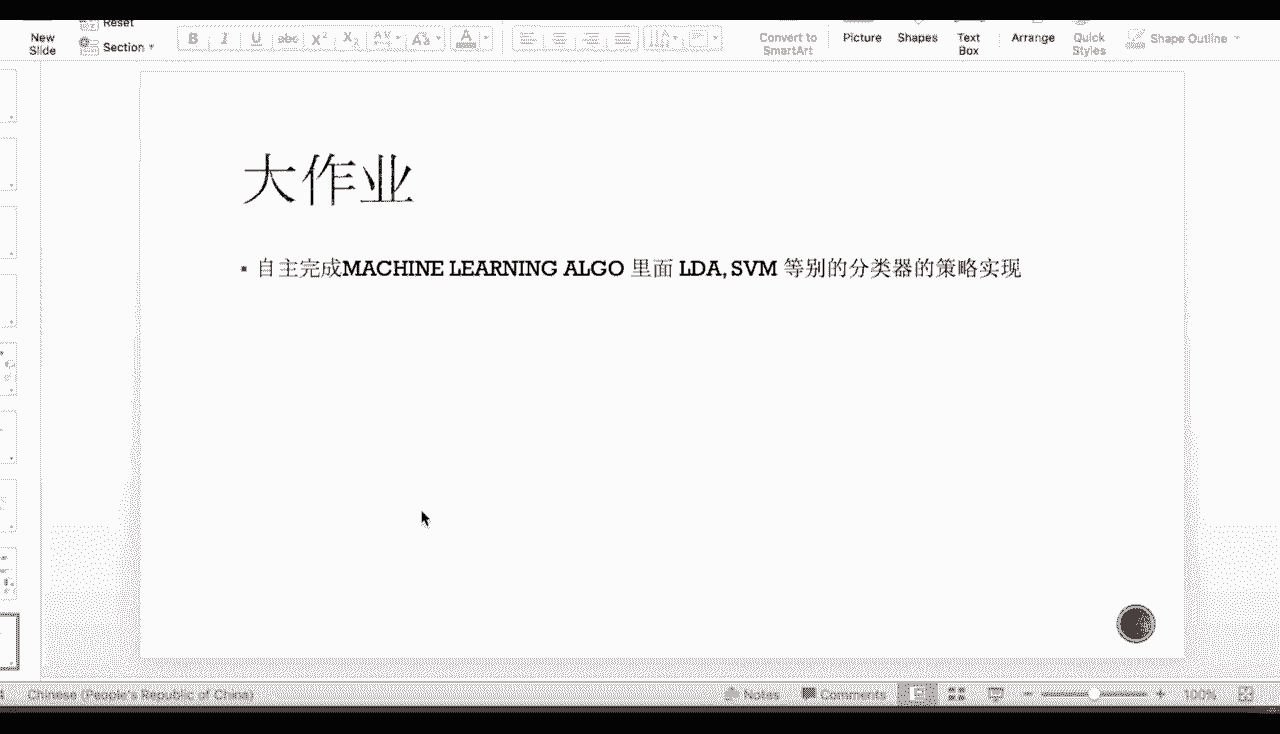 Reset
New
Slide
Section
B I U abc X² X₂ AV Aa A
Convert to
SmartArt
Picture
Shapes
Text
Box
Arrange
Quick
Styles
Shape Outline
大作业
▪ 自主完成MACHINE LEARNING ALGO 里面 LDA, SVM 等别的分类器的策略实现
Chinese (People's Republic of China)
Notes
Comments
100%